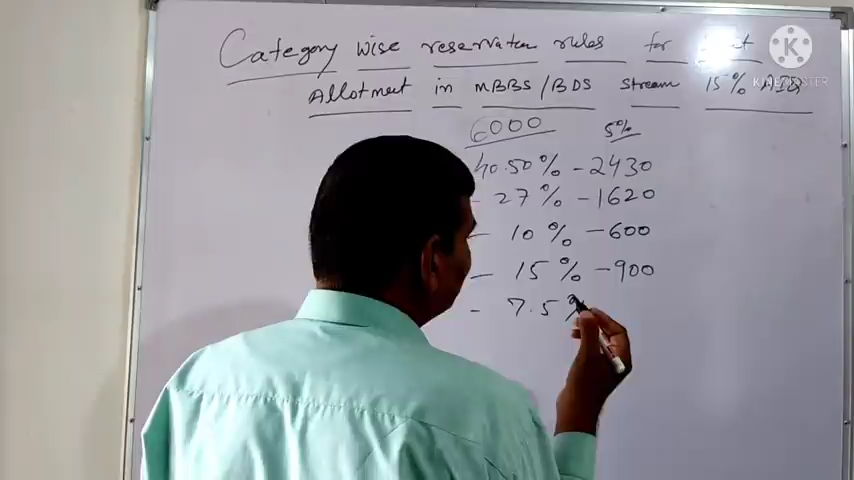 Category wise reservation rules for
Allotment in MBBS/BDS stream 15% AIQ
6000 5%
40.50% - 2430
- 27% - 1620
- 10% - 600
- 15% - 900
- 7.5%
KINEMASTER